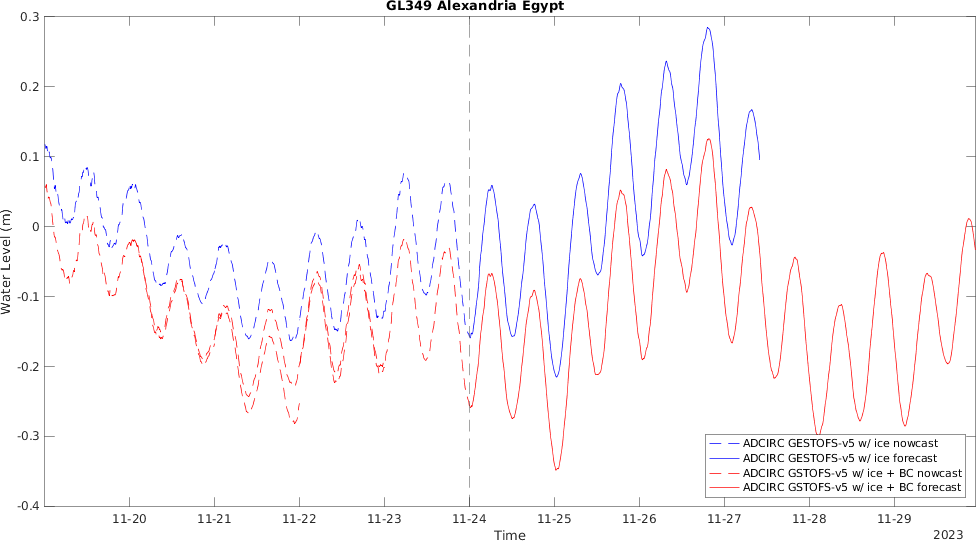 GL349 Alexandria Egypt
0.3
0.2
0.1
0
-0.1
-0.2
-0.3
-0.4
Water Level (m)
ADCIRC GESTOFS-v5 w/ ice nowcast
ADCIRC GESTOFS-v5 w/ ice forecast
ADCIRC GSTOFS-v5 w/ ice + BC nowcast
ADCIRC GSTOFS-v5 w/ ice + BC forecast
11-20 11-21 11-22 11-23 11-24 11-25 11-26 11-27 11-28 11-29
Time
2023